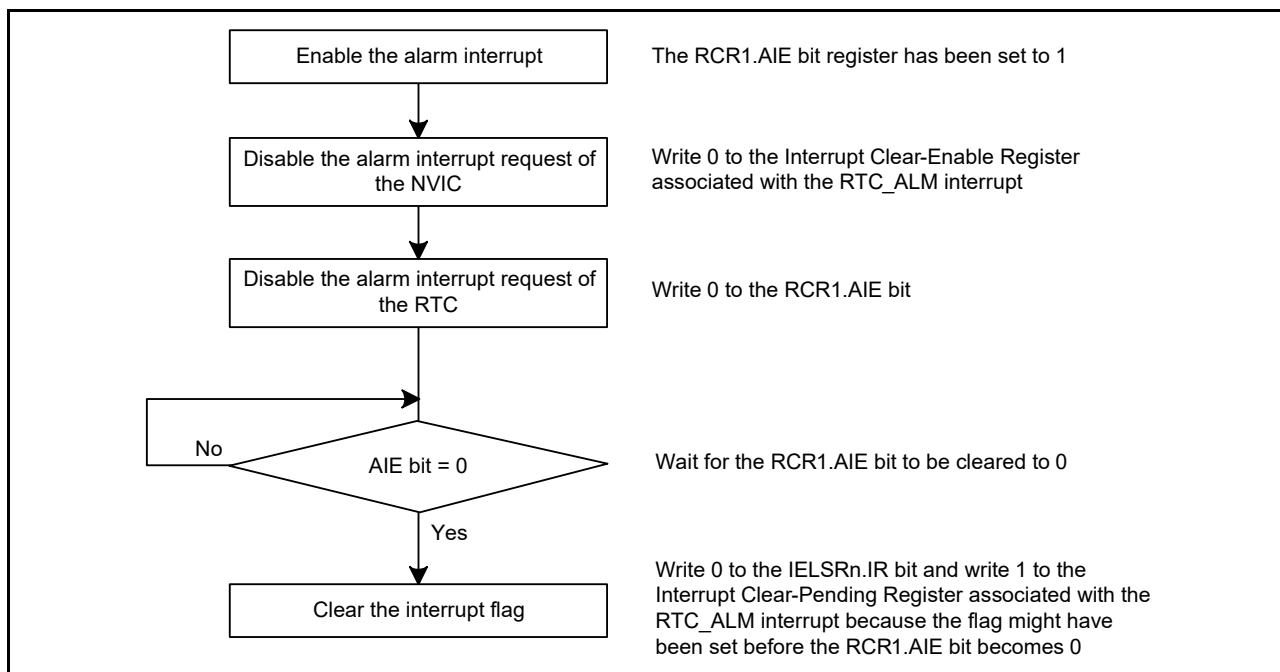 Enable the alarm interrupt
The RCR1.AIE bit register has been set to 1
Disable the alarm interrupt request of
the NVIC
Write 0 to the Interrupt Clear-Enable Register
associated with the RTC_ALM interrupt
Disable the alarm interrupt request of
the RTC
Write 0 to the RCR1.AIE bit
No
AIE bit = 0
Wait for the RCR1.AIE bit to be cleared to 0
Yes
Clear the interrupt flag
Write 0 to the IELSRn.IR bit and write 1 to the
Interrupt Clear-Pending Register associated with the
RTC_ALM interrupt because the flag might have
been set before the RCR1.AIE bit becomes 0